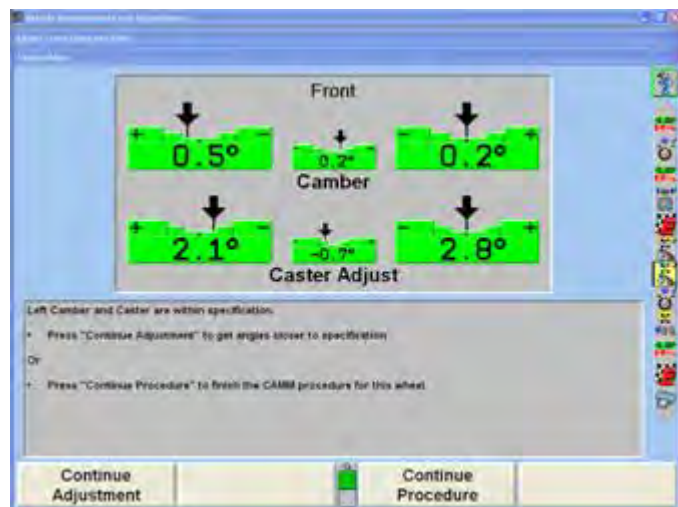 Front
+ - - +
0.5° 0.2° 0.2°
Camber
+ - - +
2.1° -0.7° 2.8°
Caster Adjust
Left Camber and Caster are within specification.
• Press "Continue Adjustment" to get angles closer to specification
Or
• Press "Continue Procedure" to finish the CAMM procedure for this wheel.
Continue Adjustment
Continue Procedure